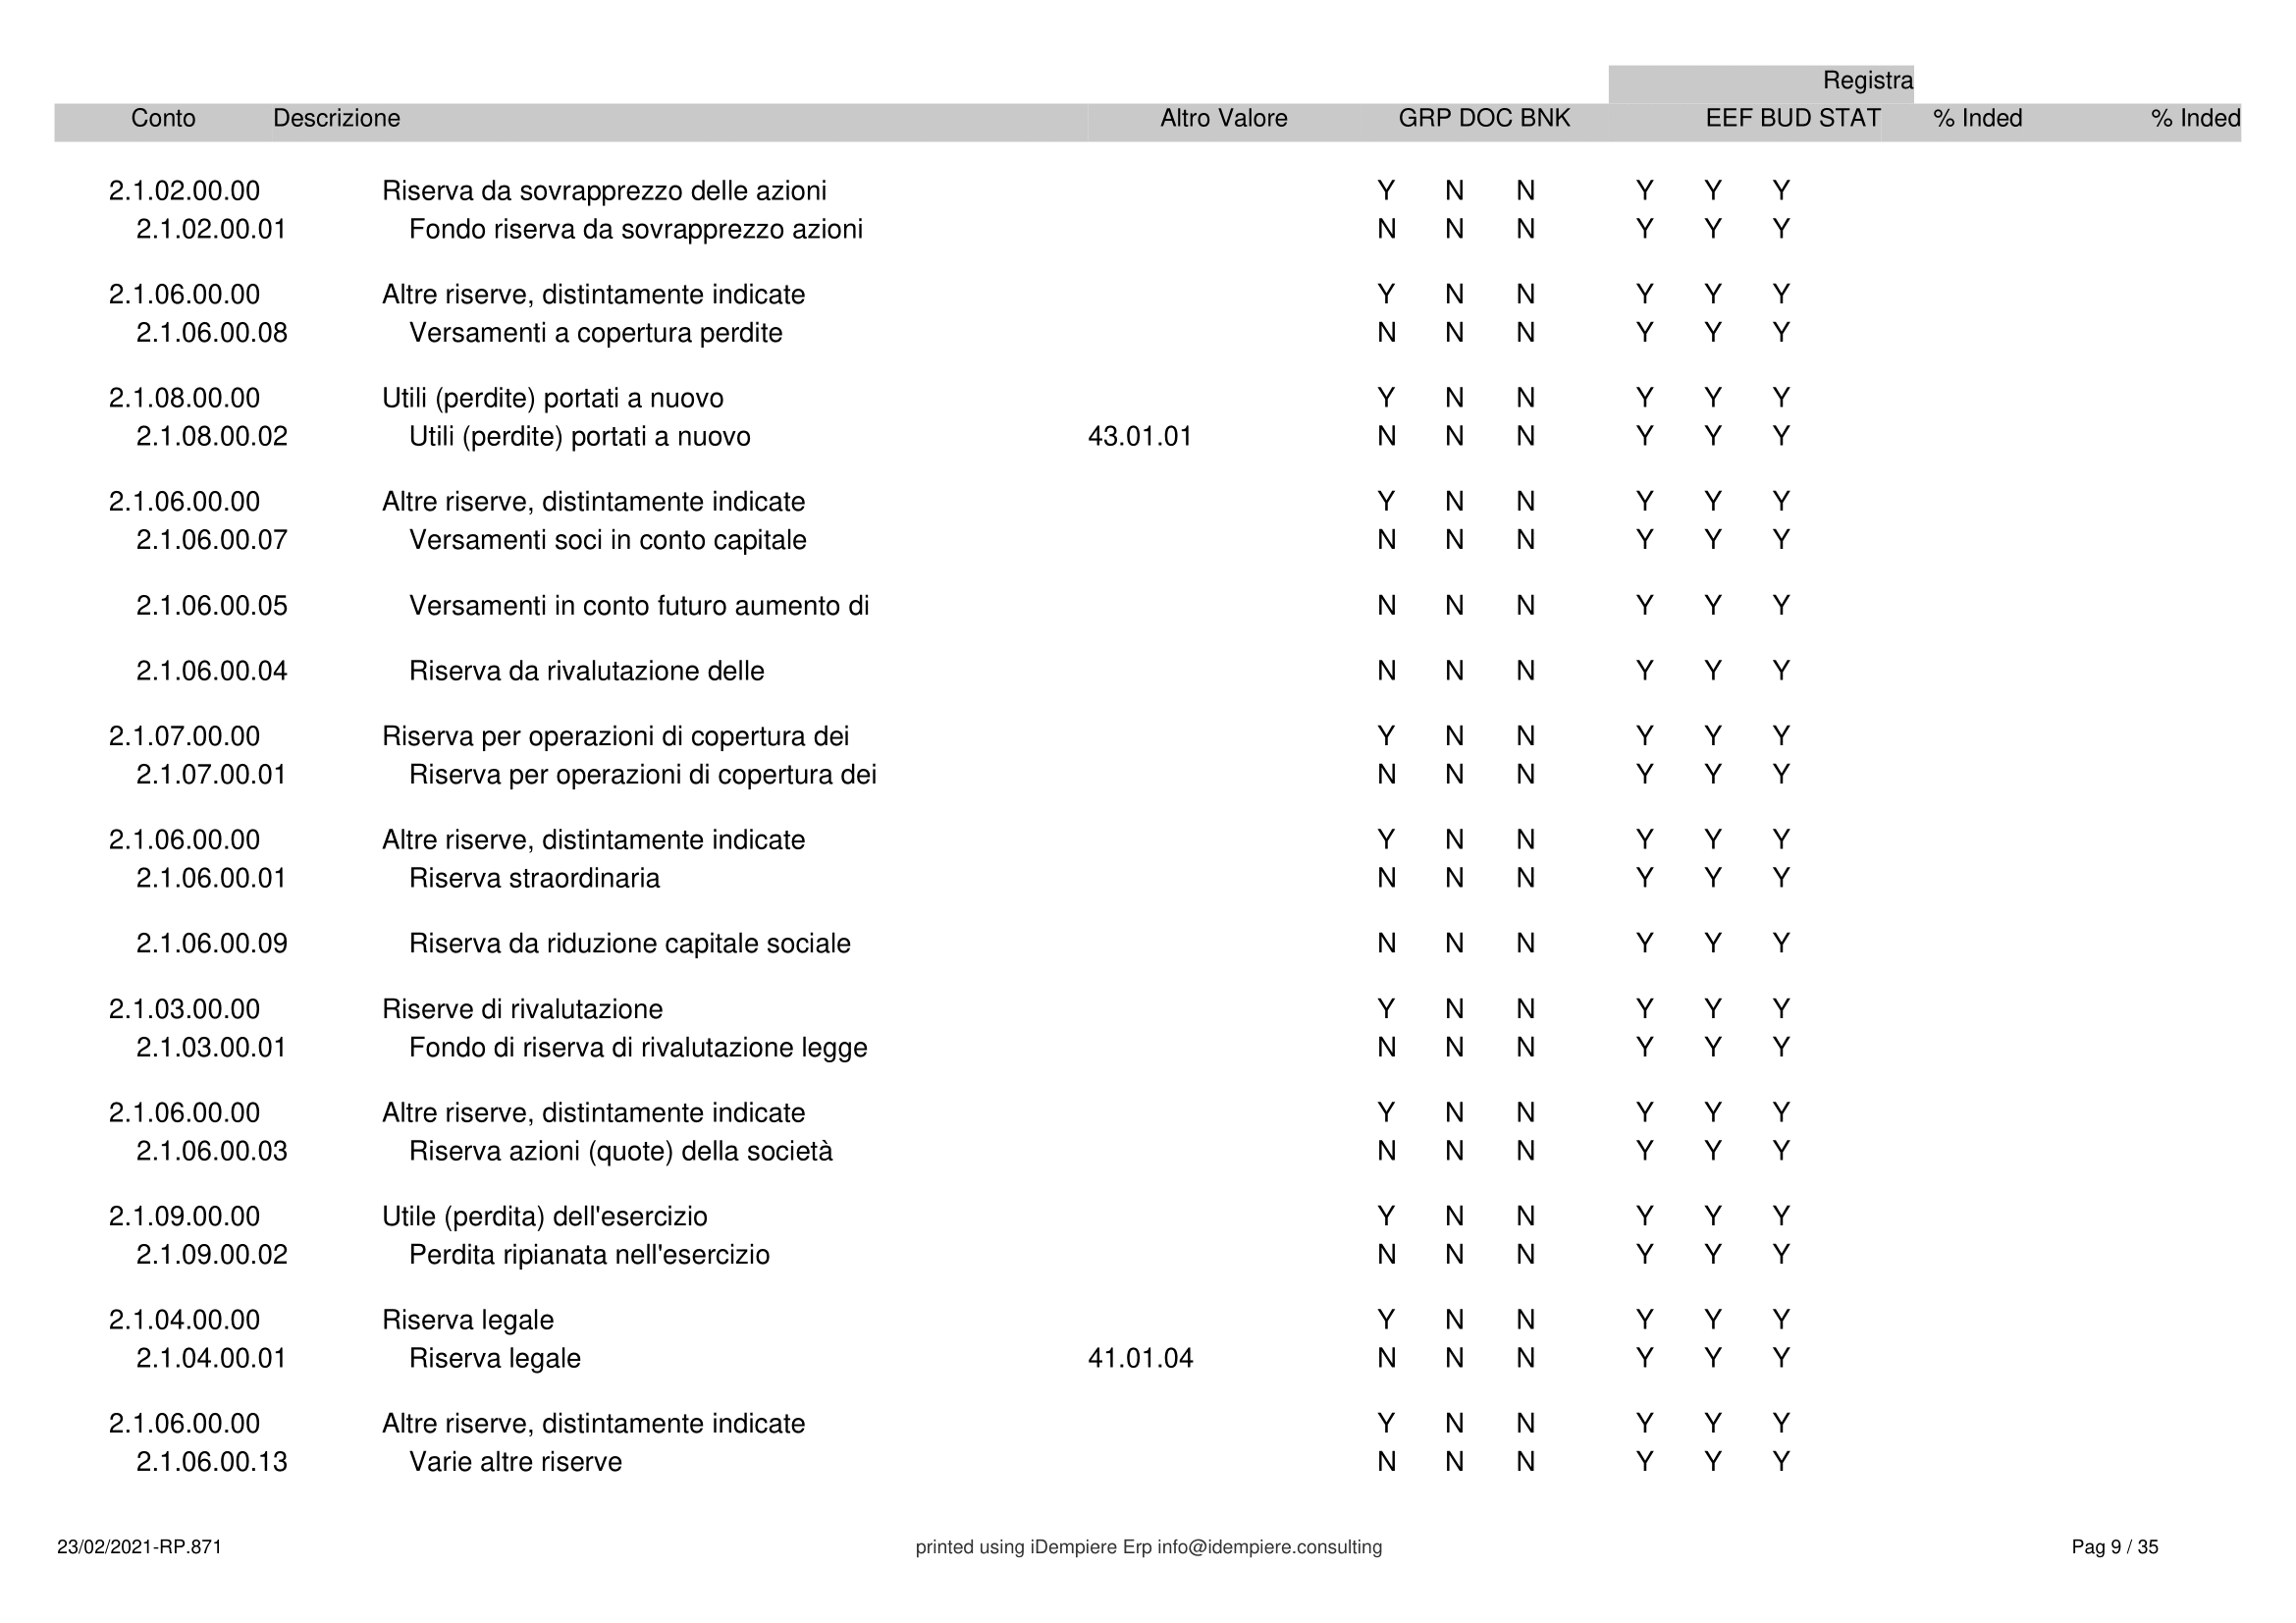 Registra
Conto Descrizione Altro Valore GRP DOC BNK EEF BUD STAT % Inded % Inded
2.1.02.00.00 Riserva da sovrapprezzo delle azioni Y N N Y Y Y
2.1.02.00.01 Fondo riserva da sovrapprezzo azioni N N N Y Y Y
2.1.06.00.00 Altre riserve, distintamente indicate Y N N Y Y Y
2.1.06.00.08 Versamenti a copertura perdite N N N Y Y Y
2.1.08.00.00 Utili (perdite) portati a nuovo Y N N Y Y Y
2.1.08.00.02 Utili (perdite) portati a nuovo 43.01.01 N N N Y Y Y
2.1.06.00.00 Altre riserve, distintamente indicate Y N N Y Y Y
2.1.06.00.07 Versamenti soci in conto capitale N N N Y Y Y
2.1.06.00.05 Versamenti in conto futuro aumento di N N N Y Y Y
2.1.06.00.04 Riserva da rivalutazione delle N N N Y Y Y
2.1.07.00.00 Riserva per operazioni di copertura dei Y N N Y Y Y
2.1.07.00.01 Riserva per operazioni di copertura dei N N N Y Y Y
2.1.06.00.00 Altre riserve, distintamente indicate Y N N Y Y Y
2.1.06.00.01 Riserva straordinaria N N N Y Y Y
2.1.06.00.09 Riserva da riduzione capitale sociale N N N Y Y Y
2.1.03.00.00 Riserve di rivalutazione Y N N Y Y Y
2.1.03.00.01 Fondo di riserva di rivalutazione legge N N N Y Y Y
2.1.06.00.00 Altre riserve, distintamente indicate Y N N Y Y Y
2.1.06.00.03 Riserva azioni (quote) della società N N N Y Y Y
2.1.09.00.00 Utile (perdita) dell'esercizio Y N N Y Y Y
2.1.09.00.02 Perdita ripianata nell'esercizio N N N Y Y Y
2.1.04.00.00 Riserva legale Y N N Y Y Y
2.1.04.00.01 Riserva legale 41.01.04 N N N Y Y Y
2.1.06.00.00 Altre riserve, distintamente indicate Y N N Y Y Y
2.1.06.00.13 Varie altre riserve N N N Y Y Y
23/02/2021-RP.871 printed using iDempiere Erp info@idempiere.consulting Pag 9 / 35